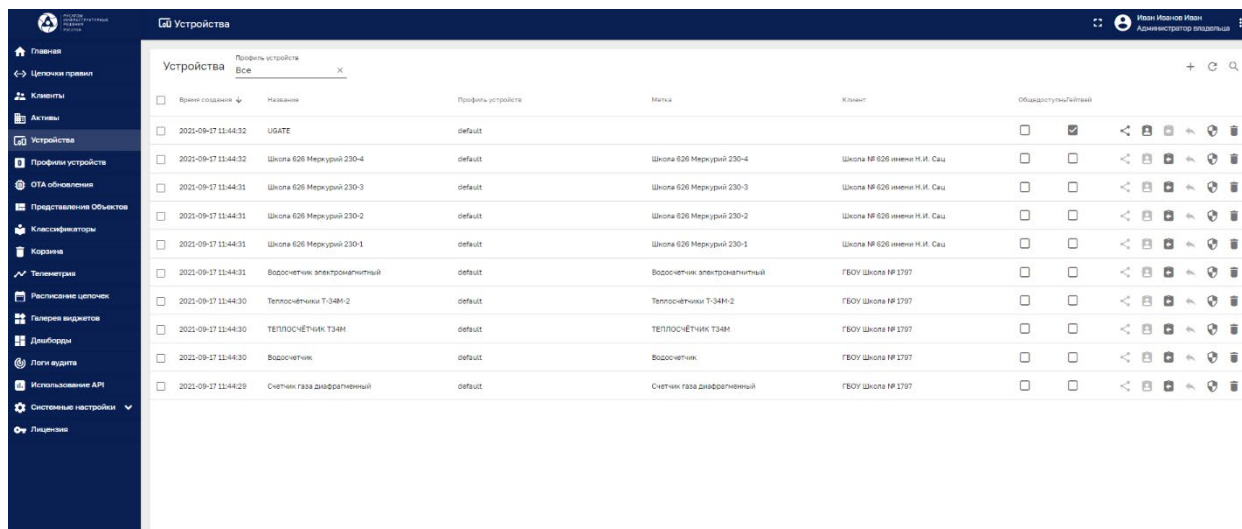 РУСАТОМ
ИНФРАСТРУКТУРНЫЕ
РЕШЕНИЯ
РОСАТОМ
Устройства
Иван Иванов Иван
Администратор владельца
Главная
Цепочки правил
Клиенты
Активы
Устройства
Профили устройств
OTA обновления
Представления Объектов
Классификаторы
Корзина
Телеметрия
Расписание цепочек
Галерея виджетов
Дашборды
Логи аудита
Использование API
Системные настройки
Лицензия
Устройства
Профиль устройств
Все
Время создания Название Профиль устройств Метка Клиент Общедоступны Гейтвей
2021-09-17 11:44:32 UGATE default
2021-09-17 11:44:32 Школа 626 Меркурий 230-4 default Школа 626 Меркурий 230-4 Школа № 626 имени Н.И. Сац
2021-09-17 11:44:31 Школа 626 Меркурий 230-3 default Школа 626 Меркурий 230-3 Школа № 626 имени Н.И. Сац
2021-09-17 11:44:31 Школа 626 Меркурий 230-2 default Школа 626 Меркурий 230-2 Школа № 626 имени Н.И. Сац
2021-09-17 11:44:31 Школа 626 Меркурий 230-1 default Школа 626 Меркурий 230-1 Школа № 626 имени Н.И. Сац
2021-09-17 11:44:31 Водосчетчик электромагнитный default Водосчетчик электромагнитный ГБОУ Школа № 1797
2021-09-17 11:44:30 Теплосчётчики Т-34М-2 default Теплосчётчики Т-34М-2 ГБОУ Школа № 1797
2021-09-17 11:44:30 ТЕПЛОСЧЁТЧИК Т34М default ТЕПЛОСЧЁТЧИК Т34М ГБОУ Школа № 1797
2021-09-17 11:44:30 Водосчетчик default Водосчетчик ГБОУ Школа № 1797
2021-09-17 11:44:29 Счетчик газа диафрагменный default Счетчик газа диафрагменный ГБОУ Школа № 1797